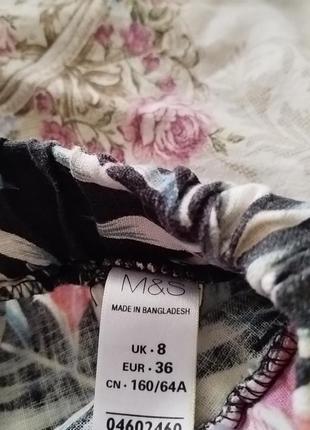 M&S
MADE IN BANGLADESH
UK · 8
EUR · 36
CN · 160/64A
04602460